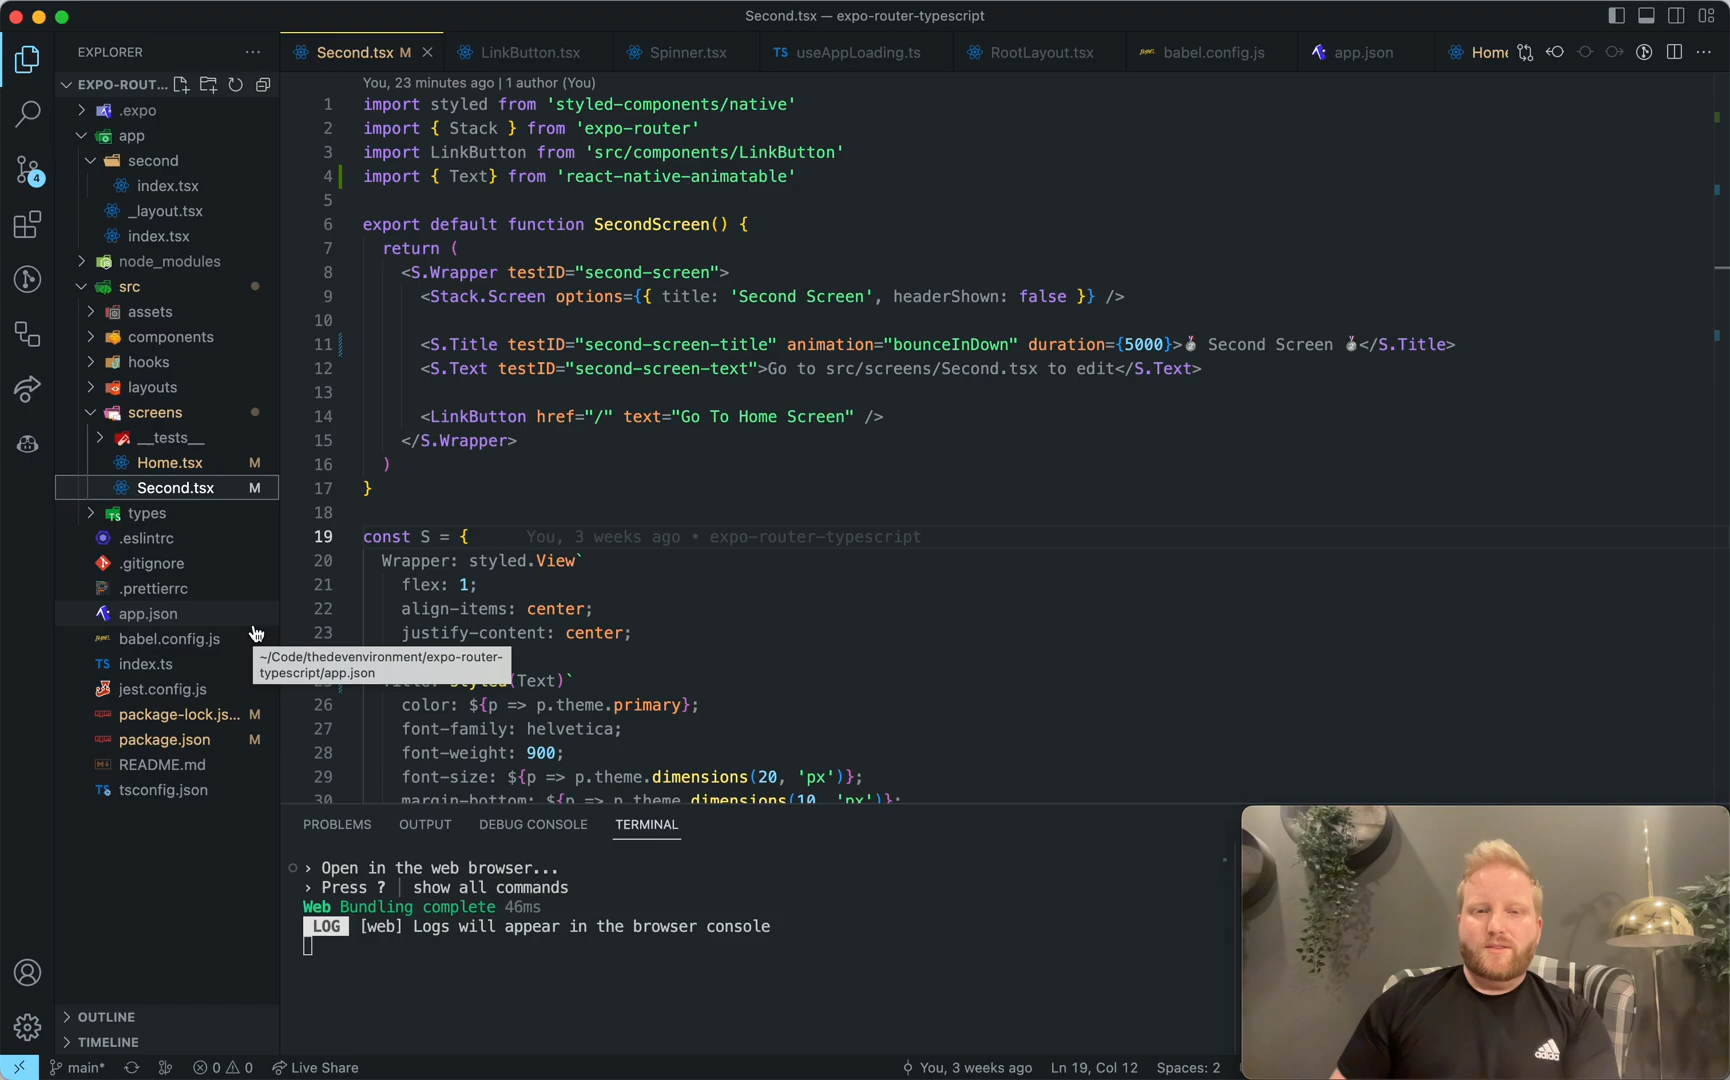 Second.tsx — expo-router-typescript
EXPLORER
Second.tsx M
LinkButton.tsx
Spinner.tsx
TS useAppLoading.ts
RootLayout.tsx
babel.config.js
app.json
Home
EXPO-ROUT...
.expo
app
second
index.tsx
_layout.tsx
index.tsx
node_modules
src
assets
components
hooks
layouts
screens
__tests__
Home.tsx M
Second.tsx M
types
.eslintrc
.gitignore
.prettierrc
app.json
babel.config.js
TS index.ts
jest.config.js
package-lock.js... M
package.json M
README.md
tsconfig.json
OUTLINE
TIMELINE
4
~/Code/thedevenvironment/expo-router-
typescript/app.json
You, 23 minutes ago | 1 author (You)
1 import styled from 'styled-components/native'
2 import { Stack } from 'expo-router'
3 import LinkButton from 'src/components/LinkButton'
4 import { Text} from 'react-native-animatable'
5
6 export default function SecondScreen() {
7 return (
8 <S.Wrapper testID="second-screen">
9 <Stack.Screen options={{ title: 'Second Screen', headerShown: false }} />
10
11 <S.Title testID="second-screen-title" animation="bounceInDown" duration={5000}>🥈 Second Screen 🥈</S.Title>
12 <S.Text testID="second-screen-text">Go to src/screens/Second.tsx to edit</S.Text>
13
14 <LinkButton href="/" text="Go To Home Screen" />
15 </S.Wrapper>
16 )
17 }
18
19 const S = { You, 3 weeks ago • expo-router-typescript
20 Wrapper: styled.View`
21 flex: 1;
22 align-items: center;
23 justify-content: center;
(Text)`
26 color: ${p => p.theme.primary};
27 font-family: helvetica;
28 font-weight: 900;
29 font-size: ${p => p.theme.dimensions(20, 'px')};
30 margin-bottom: ${p => p.theme.dimensions(10, 'px')};
PROBLEMS OUTPUT DEBUG CONSOLE TERMINAL
› Open in the web browser...
› Press ? │ show all commands
Web Bundling complete 46ms
LOG [web] Logs will appear in the browser console
adidas
main* 0 0 Live Share
You, 3 weeks ago Ln 19, Col 12 Spaces: 2